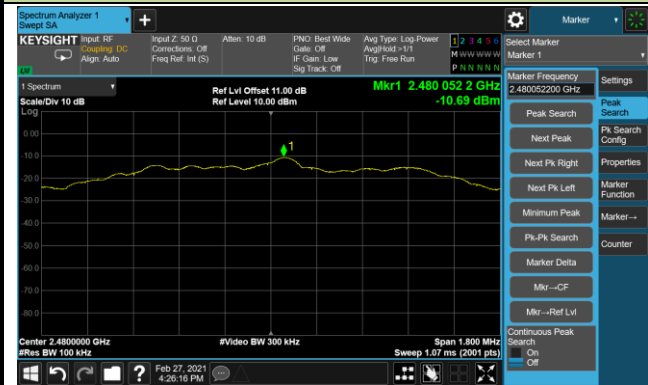 Spectrum Analyzer 1
Swept SA
Marker
KEYSIGHT
Input: RF
Coupling: DC
Align: Auto
Input Z: 50 Ω
Corrections: Off
Freq Ref: Int (S)
Atten: 10 dB
PNO: Best Wide
Gate: Off
IF Gain: Low
Sig Track: Off
Avg Type: Log-Power
Avg|Hold:>1/1
Trig: Free Run
1 2 3 4 5 6
M W W W W W
P N N N N N
LXI
Select Marker
Marker 1
1 Spectrum
Scale/Div 10 dB
Ref Lvl Offset 11.00 dB
Ref Level 10.00 dBm
Mkr1 2.480 052 2 GHz
-10.69 dBm
Log
0.00
-10.0
-20.0
-30.0
-40.0
-50.0
-60.0
-70.0
-80.0
1
Center 2.4800000 GHz
#Res BW 100 kHz
#Video BW 300 kHz
Span 1.800 MHz
Sweep 1.07 ms (2001 pts)
Marker Frequency
2.480052200 GHz
Peak Search
Next Peak
Next Pk Right
Next Pk Left
Minimum Peak
Pk-Pk Search
Marker Delta
Mkr→CF
Mkr→Ref Lvl
Continuous Peak
Search
On
Off
Settings
Peak
Search
Pk Search
Config
Properties
Marker
Function
Marker→
Counter
?
Feb 27, 2021
4:26:16 PM